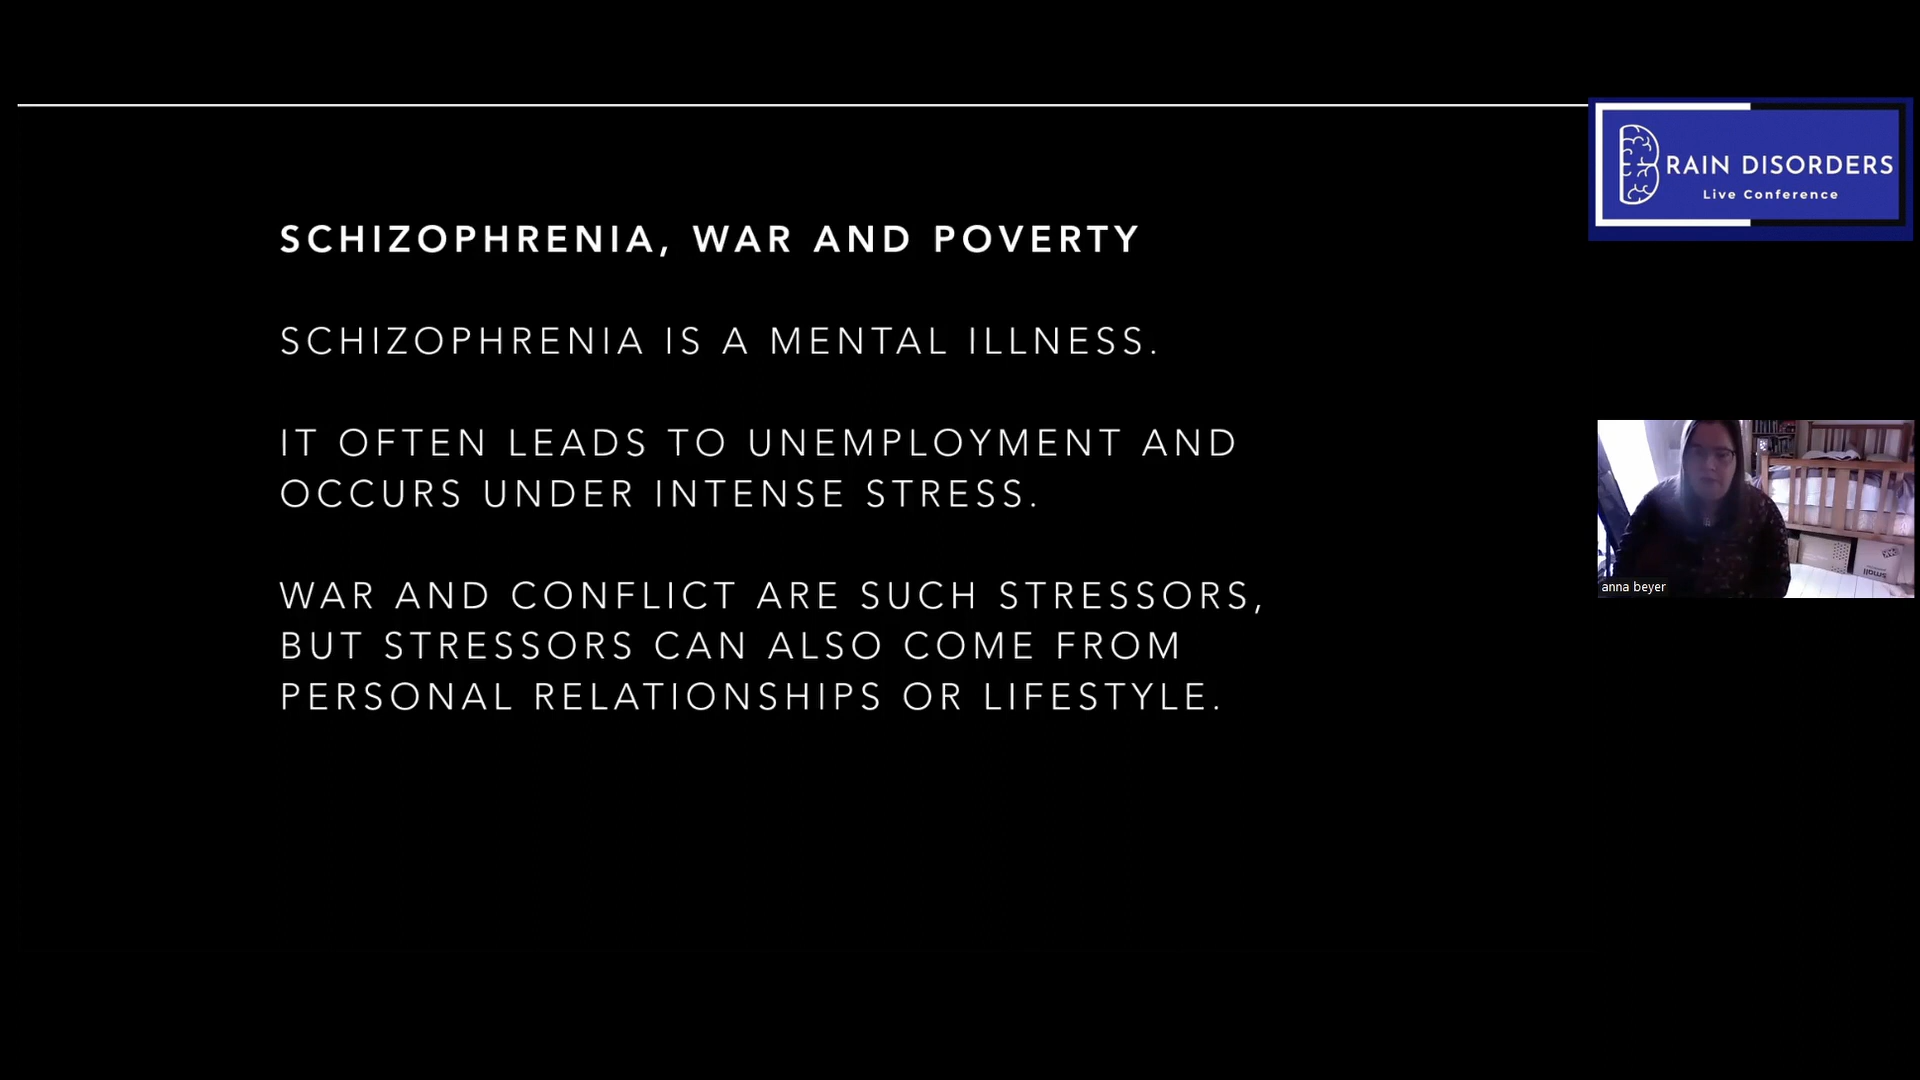 SCHIZOPHRENIA, WAR AND POVERTY
SCHIZOPHRENIA IS A MENTAL ILLNESS.
IT OFTEN LEADS TO UNEMPLOYMENT AND
OCCURS UNDER INTENSE STRESS.
WAR AND CONFLICT ARE SUCH STRESSORS,
BUT STRESSORS CAN ALSO COME FROM
PERSONAL RELATIONSHIPS OR LIFESTYLE.
BRAIN DISORDERS
Live Conference
anna beyer
small